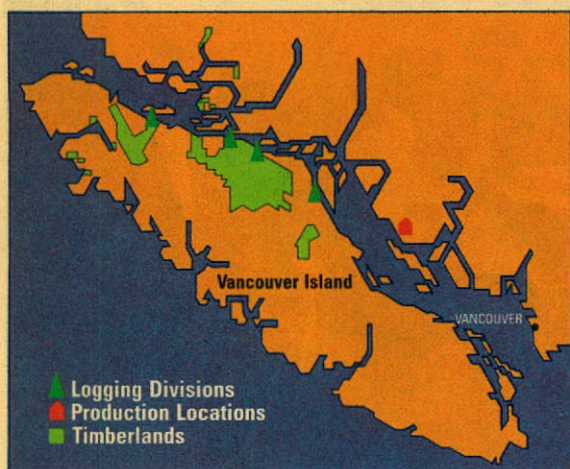 Vancouver Island
VANCOUVER
Logging Divisions
Production Locations
Timberlands